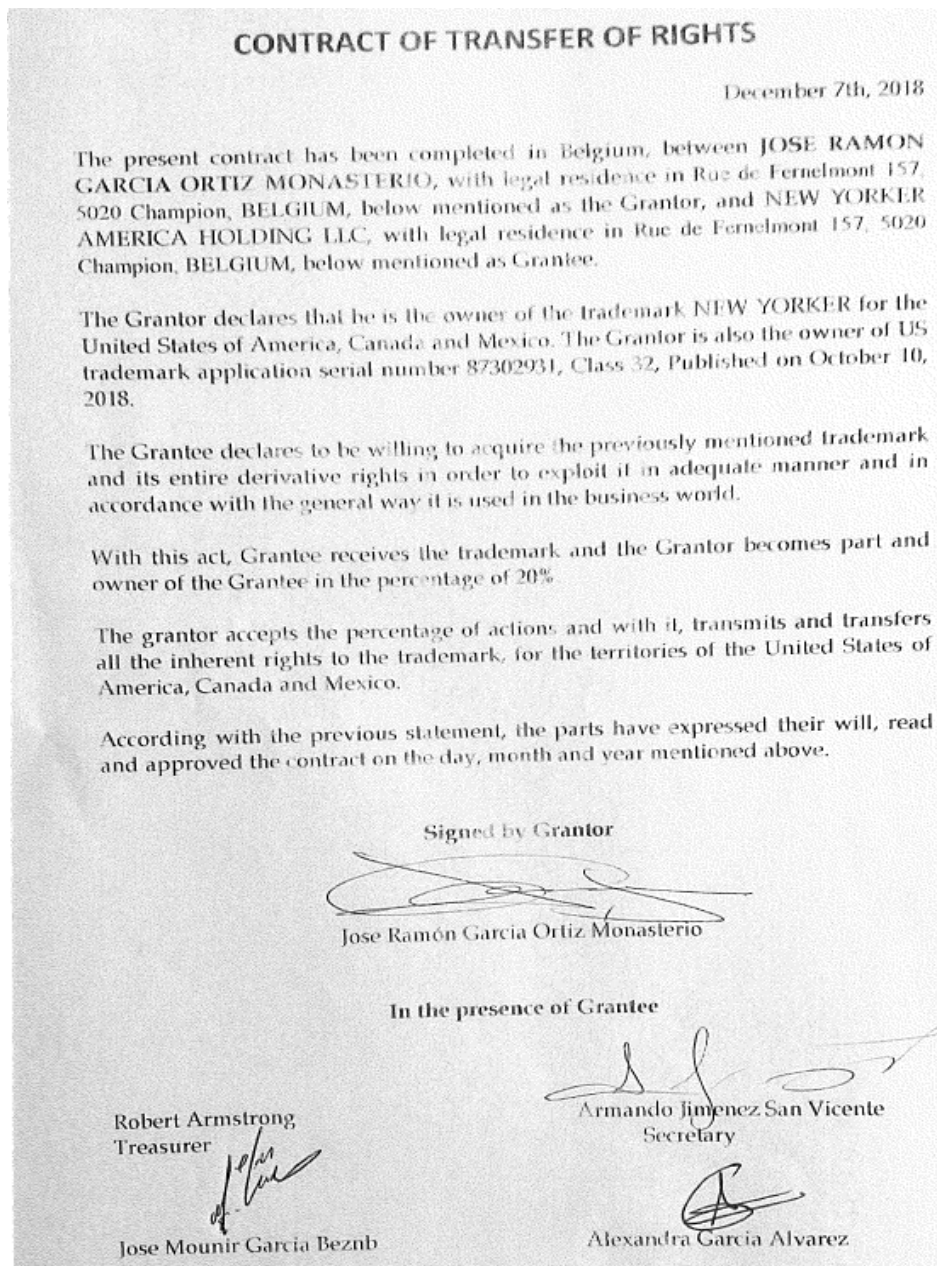 CONTRACT OF TRANSFER OF RIGHTS
December 7th, 2018
The present contract has been completed in Belgium, between JOSE RAMON
GARCIA ORTIZ MONASTERIO, with legal residence in Rue de Fernelmont 157,
5020 Champion, BELGIUM, below mentioned as the Grantor, and NEW YORKER
AMERICA HOLDING LLC, with legal residence in Rue de Fernelmont 157, 5020
Champion, BELGIUM, below mentioned as Grantee.
The Grantor declares that he is the owner of the trademark NEW YORKER for the
United States of America, Canada and Mexico. The Grantor is also the owner of US
trademark application serial number 87302931, Class 32, Published on October 10,
2018.
The Grantee declares to be willing to acquire the previously mentioned trademark
and its entire derivative rights in order to exploit it in adequate manner and in
accordance with the general way it is used in the business world.
With this act, Grantee receives the trademark and the Grantor becomes part and
owner of the Grantee in the percentage of 20%
The grantor accepts the percentage of actions and with it, transmits and transfers
all the inherent rights to the trademark, for the territories of the United States of
America, Canada and Mexico.
According with the previous statement, the parts have expressed their will, read
and approved the contract on the day, month and year mentioned above.
Signed by Grantor
Jose Ramón Garcia Ortiz Monasterio
In the presence of Grantee
Robert Armstrong
Treasurer
Armando Jimenez San Vicente
Secretary
Jose Mounir Garcia Beznb
Alexandra Garcia Alvarez